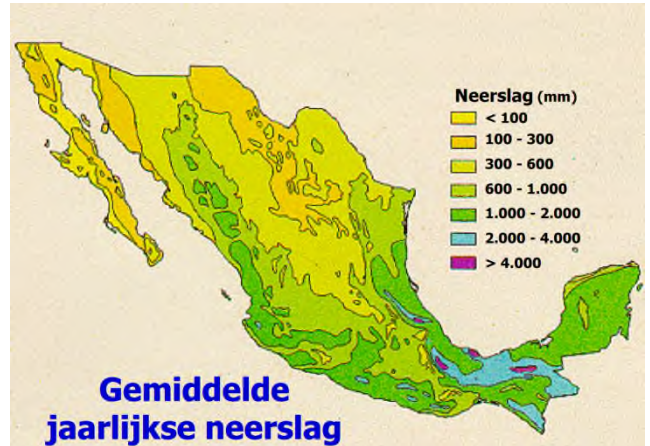 Neerslag (mm)
< 100
100 - 300
300 - 600
600 - 1.000
1.000 - 2.000
2.000 - 4.000
> 4.000
Gemiddelde
jaarlijkse neerslag